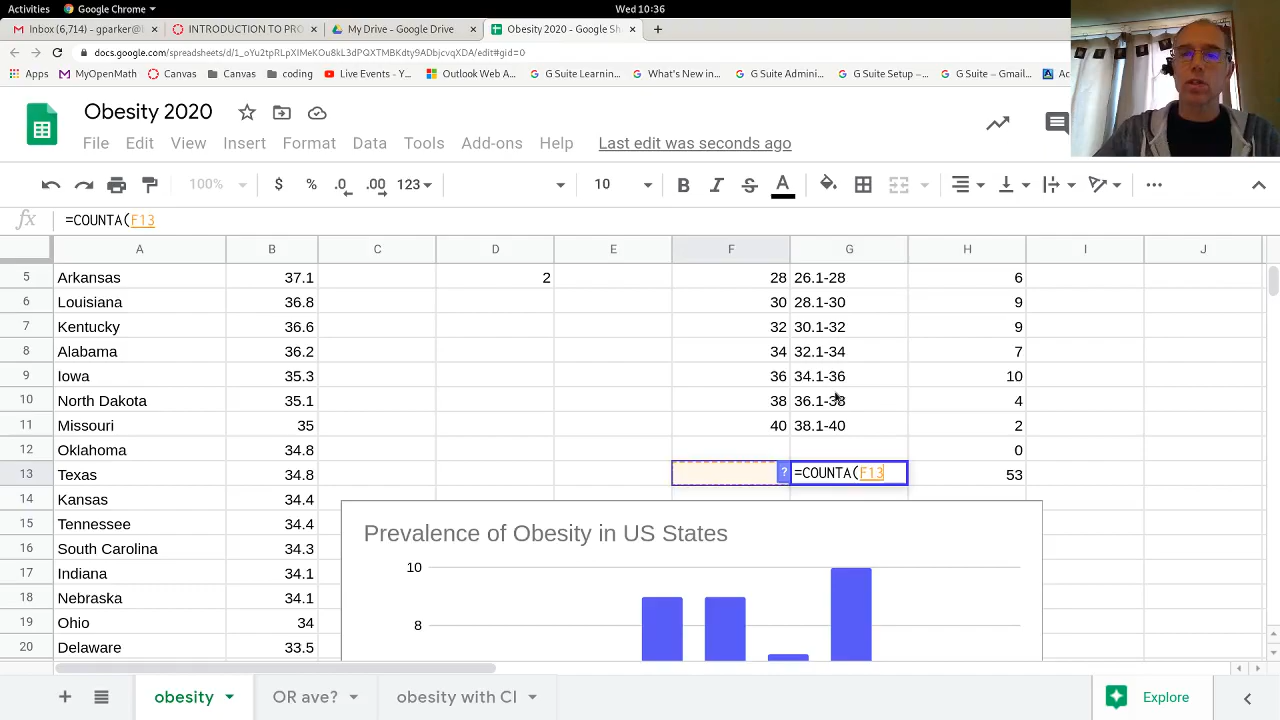 Activities
Google Chrome
Wed 10:36
Inbox (6,714) - gparker@
INTRODUCTION TO PRO
My Drive - Google Drive
Obesity 2020 - Google Sh
docs.google.com/spreadsheets/d/1_oYu2tpRLpXIMeKOu8kL3dPQXTMBKdty9ADbjcvqXDA/edit#gid=0
Apps
MyOpenMath
Canvas
Canvas
coding
Live Events - Y…
Outlook Web A…
G Suite Learnin…
What's New in…
G Suite Admini…
G Suite Setup –…
G Suite – Gmail…
Ad
Obesity 2020
File Edit View Insert Format Data Tools Add-ons Help Last edit was seconds ago
100% $ % .0 .00 123 10 B I S A
fx =COUNTA(F13
A B C D E F G H I J
5 Arkansas 37.1 2 28 26.1-28 6
6 Louisiana 36.8 30 28.1-30 9
7 Kentucky 36.6 32 30.1-32 9
8 Alabama 36.2 34 32.1-34 7
9 Iowa 35.3 36 34.1-36 10
10 North Dakota 35.1 38 36.1-38 4
11 Missouri 35 40 38.1-40 2
12 Oklahoma 34.8 0
13 Texas 34.8 ? =COUNTA(F13 53
14 Kansas 34.4
15 Tennessee 34.4
16 South Carolina 34.3
17 Indiana 34.1
18 Nebraska 34.1
19 Ohio 34
20 Delaware 33.5
Prevalence of Obesity in US States
10
8
obesity
OR ave?
obesity with CI
Explore